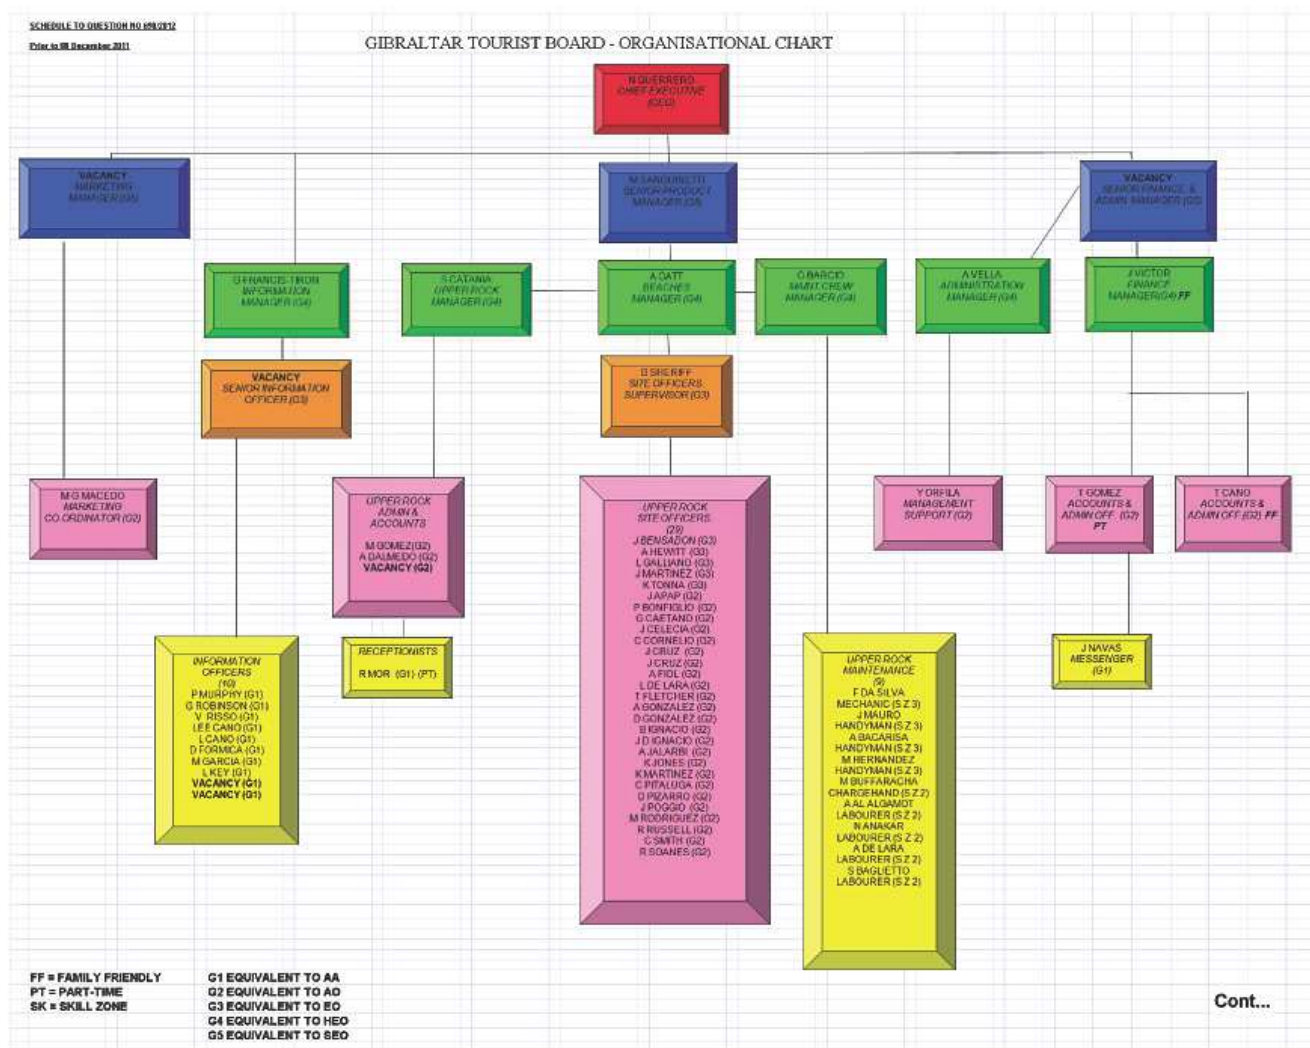 SCHEDULE TO QUESTION NO 698/2012
Prior to 08 December 2011
GIBRALTAR TOURIST BOARD - ORGANISATIONAL CHART
N GUERRERO
CHIEF EXECUTIVE
(CEO)
VACANCY
MARKETING
MANAGER (G5)
M SANGUINETTI
SENIOR PRODUCT
MANAGER (G5)
VACANCY
SENIOR FINANCE &
ADMIN MANAGER (G5)
FRANCIS-TIRON
INFORMATION
MANAGER (G4)
S CATANIA
UPPER ROCK
MANAGER (G4)
A DATT
BEACHES
MANAGER (G4)
BARCIO
MAINT. CREW
MANAGER (G4)
A VELLA
ADMINISTRATION
MANAGER (G4)
J VICTOR
FINANCE
MANAGER(G4) FF
VACANCY
SENIOR INFORMATION
OFFICER (G3)
D SHERIFF
SITE OFFICERS
SUPERVISOR (G3)
M-G MACEDO
MARKETING
CO ORDINATOR (G2)
UPPER ROCK
ADMIN &
ACCOUNTS
M GOMEZ(G2)
A DALMEDO (G2)
VACANCY (G2)
UPPER ROCK
SITE OFFICERS
(29)
J BENSADON (G3)
A HEWITT (G3)
L GALLIANO (G3)
J MARTINEZ (G3)
K TONNA (G3)
J APAP (G2)
P BONFIGLIO (G2)
G CAETANO (G2)
J CELECIA (G2)
C CORNELIO (G2)
J CRUZ (G2)
J CRUZ (G2)
A FIOL (G2)
L DE LARA (G2)
T FLETCHER (G2)
A GONZALEZ (G2)
D GONZALEZ (G2)
B IGNACIO (G2)
J D IGNACIO (G2)
A JALARBI (G2)
K JONES (G2)
K MARTINEZ (G2)
C PITALUGA (G2)
D PIZARRO (G2)
J POGGIO (G2)
M RODRIGUEZ (G2)
R RUSSELL (G2)
C SMITH (G2)
R SOANES (G2)
Y ORFILA
MANAGEMENT
SUPPORT (G2)
T GOMEZ
ACCOUNTS &
ADMIN OFF. (G2)
PT
T CANO
ACCOUNTS &
ADMIN OFF (G2) FF
INFORMATION
OFFICERS
(10)
P MURPHY (G1)
G ROBINSON (G1)
V RISSO (G1)
LEE CANO (G1)
L CANO (G1)
D FORMICA (G1)
M GARCIA (G1)
L KEY (G1)
VACANCY (G1)
VACANCY (G1)
RECEPTIONISTS
R MOR (G1) (PT)
UPPER ROCK
MAINTENANCE
(9)
F DA SILVA
MECHANIC (S Z 3)
J MAURO
HANDYMAN (S Z 3)
A BACARISA
HANDYMAN (S Z 3)
M HERNANDEZ
HANDYMAN (S Z 3)
M BUFFARACHA
CHARGEHAND (S Z 2)
A AL ALGAMOT
LABOURER (S Z 2)
N ANAKAR
LABOURER (S Z 2)
A DE LARA
LABOURER (S Z 2)
S BAGLIETTO
LABOURER (S Z 2)
J NAVAS
MESSENGER
(G1)
FF = FAMILY FRIENDLY
PT = PART-TIME
SK = SKILL ZONE
G1 EQUIVALENT TO AA
G2 EQUIVALENT TO AO
G3 EQUIVALENT TO EO
G4 EQUIVALENT TO HEO
G5 EQUIVALENT TO SEO
Cont...